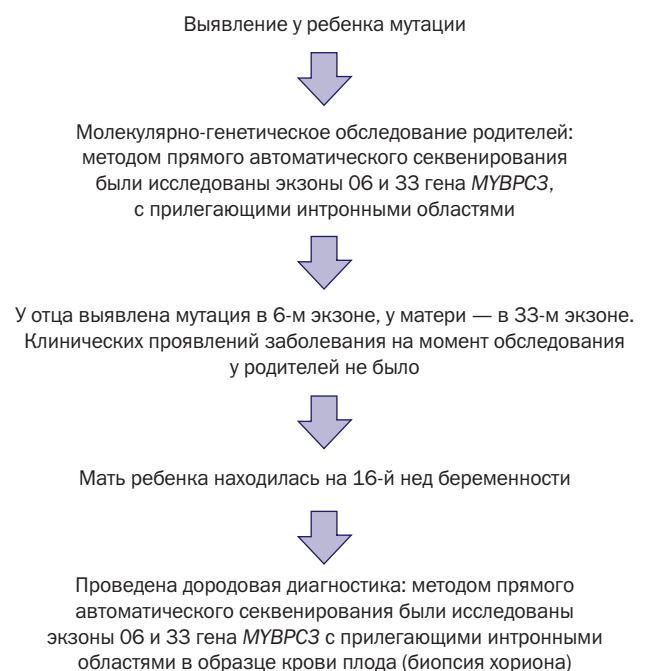 Выявление у ребенка мутации
Молекулярно-генетическое обследование родителей:
методом прямого автоматического секвенирования
были исследованы экзоны 06 и 33 гена MYBPC3,
с прилегающими интронными областями
У отца выявлена мутация в 6-м экзоне, у матери — в 33-м экзоне.
Клинических проявлений заболевания на момент обследования
у родителей не было
Мать ребенка находилась на 16-й нед беременности
Проведена дородовая диагностика: методом прямого
автоматического секвенирования были исследованы
экзоны 06 и 33 гена MYBPC3 с прилегающими интронными
областями в образце крови плода (биопсия хориона)